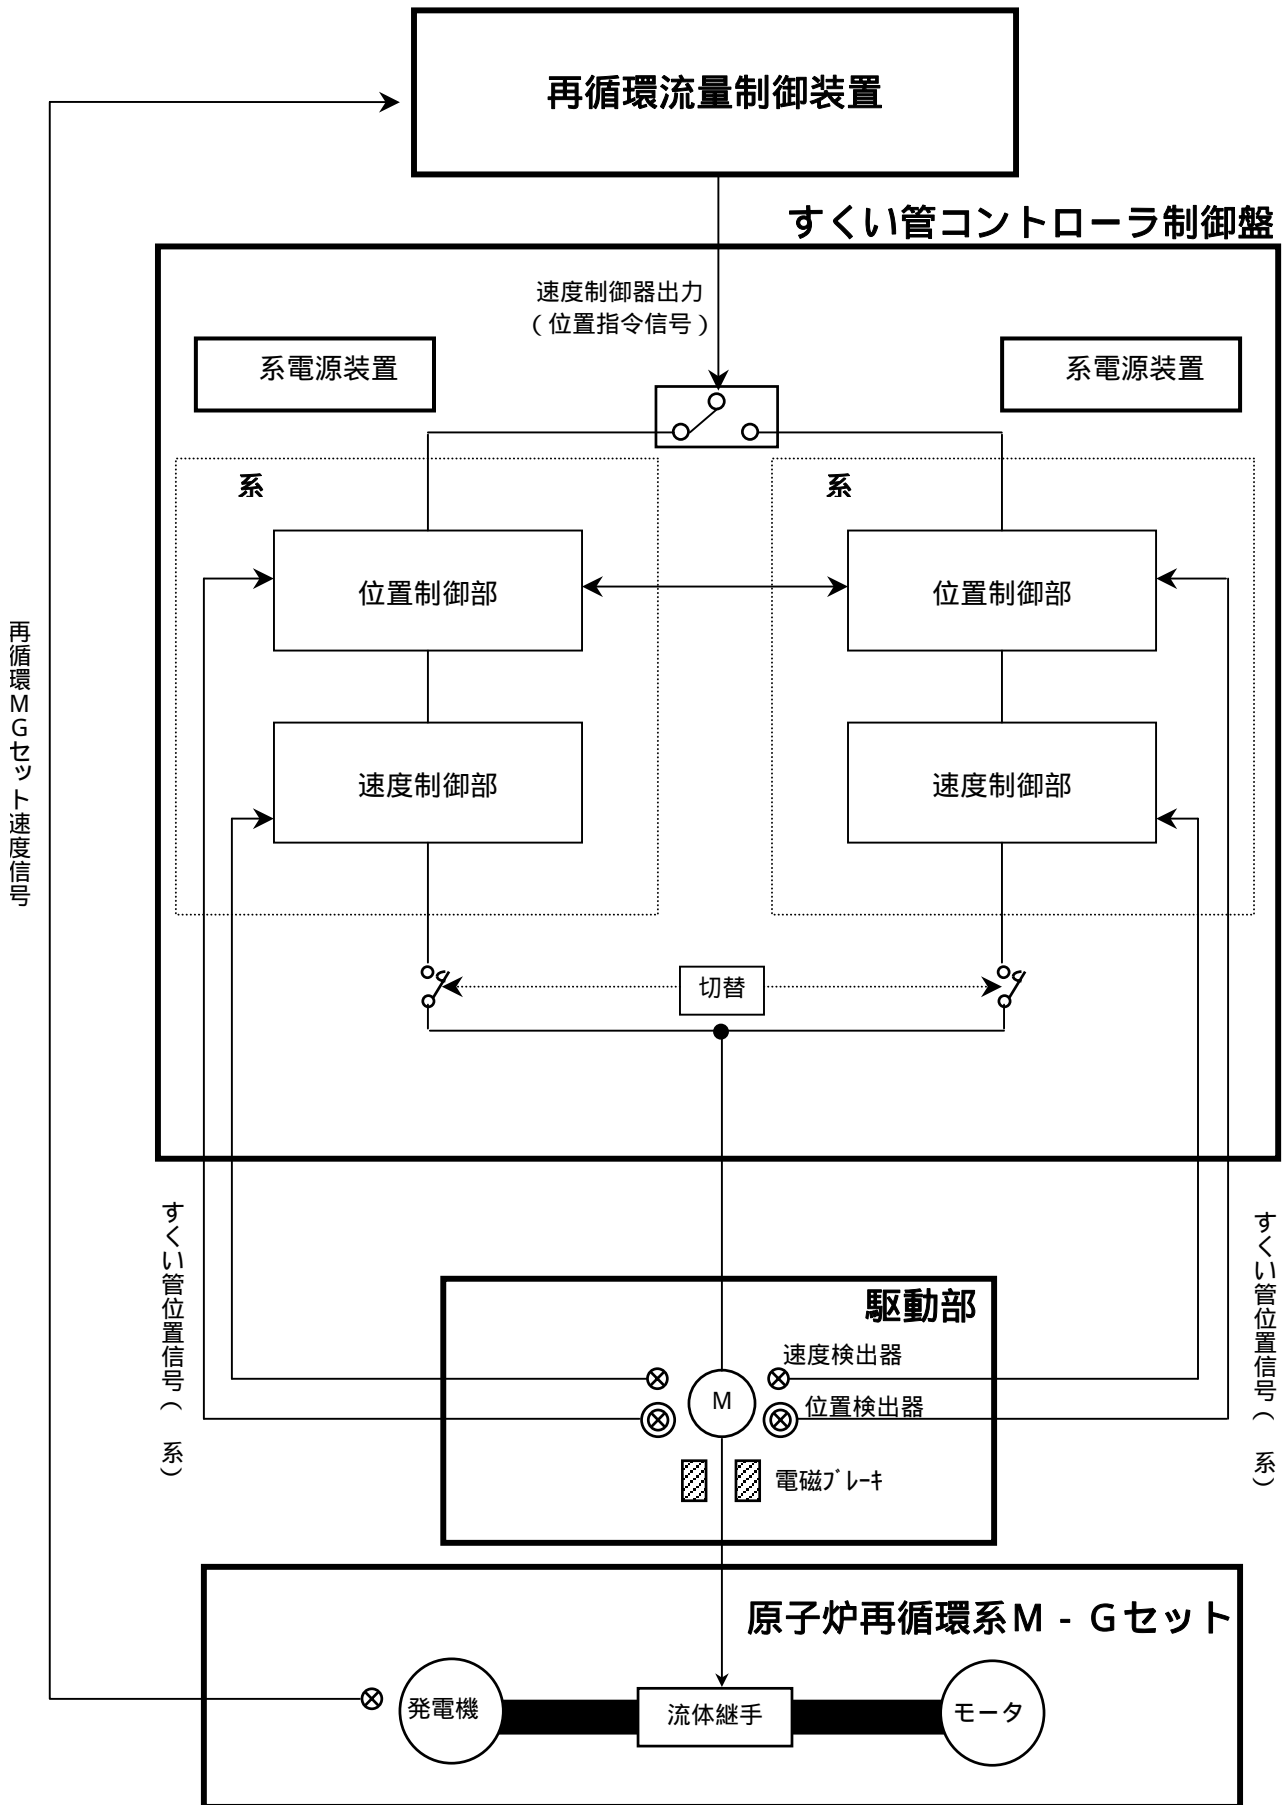 再循環流量制御装置
すくい管コントローラ制御盤
速度制御器出力
（位置指令信号）
系電源装置
系電源装置
系
系
位置制御部
位置制御部
速度制御部
速度制御部
切替
再循環ＭＧセット速度信号
すくい管位置信号（　系）
すくい管位置信号（　系）
駆動部
速度検出器
M
位置検出器
電磁ﾌﾞﾚｰｷ
原子炉再循環系Ｍ－Ｇセット
発電機
流体継手
モータ